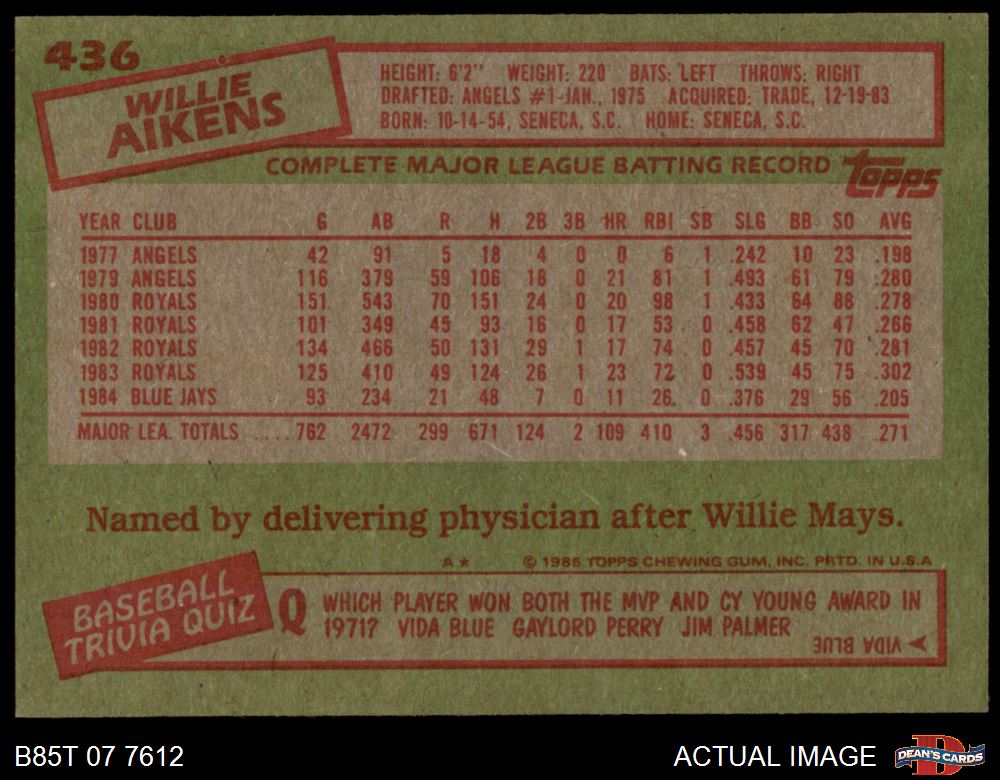 436
WILLIE
AIKENS
HEIGHT: 6'2" WEIGHT: 220 BATS: LEFT THROWS: RIGHT
DRAFTED: ANGELS #1-JAN., 1975 ACQUIRED: TRADE, 12-19-83
BORN: 10-14-54, SENECA, S.C. HOME: SENECA, S.C.
COMPLETE MAJOR LEAGUE BATTING RECORD
Topps
YEAR CLUB G AB R H 2B 3B HR RBI SB SLG BB SO AVG
1977 ANGELS 42 91 5 18 4 0 0 6 1 .242 10 23 .198
1979 ANGELS 116 379 59 106 18 0 21 81 1 .493 61 79 .280
1980 ROYALS 151 543 70 151 24 0 20 98 1 .433 64 88 .278
1981 ROYALS 101 349 45 93 16 0 17 53 0 .458 62 47 .266
1982 ROYALS 134 466 50 131 29 1 17 74 0 .457 45 70 .281
1983 ROYALS 125 410 49 124 26 1 23 72 0 .539 45 75 .302
1984 BLUE JAYS 93 234 21 48 7 0 11 26 0 .376 29 56 .205
MAJOR LEA. TOTALS ....762 2472 299 671 124 2 109 410 3 .456 317 438 .271
Named by delivering physician after Willie Mays.
A * © 1985 TOPPS CHEWING GUM, INC. PRTD. IN U.S.A
BASEBALL
TRIVIA QUIZ
Q WHICH PLAYER WON BOTH THE MVP AND CY YOUNG AWARD IN
1971? VIDA BLUE GAYLORD PERRY JIM PALMER
VIDA BLUE
B85T 07 7612
ACTUAL IMAGE
DEAN'S CARDS